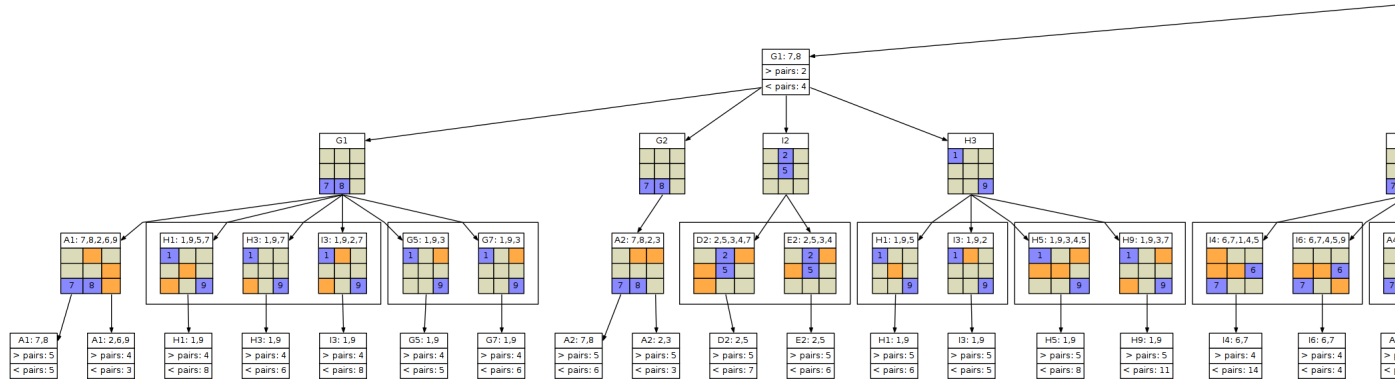 G1: 7,8
> pairs: 2
< pairs: 4
G1
7 8
G2
7 8
I2
2
5
H3
1
9
7
A1: 7,8,2,6,9
7 8
H1: 1,9,5,7
1
9
H3: 1,9,7
1
9
I3: 1,9,2,7
1
9
G5: 1,9,3
1
9
G7: 1,9,3
1
9
A2: 7,8,2,3
7 8
D2: 2,5,3,4,7
2
5
E2: 2,5,3,4
2
5
H1: 1,9,5
1
9
I3: 1,9,2
1
9
H5: 1,9,3,4,5
1
9
H9: 1,9,3,7
1
9
I4: 6,7,1,4,5
6
7
I6: 6,7,4,5,9
6
7
7
A1: 7,8
> pairs: 5
< pairs: 5
A1: 2,6,9
> pairs: 4
< pairs: 3
H1: 1,9
> pairs: 4
< pairs: 8
H3: 1,9
> pairs: 4
< pairs: 6
I3: 1,9
> pairs: 4
< pairs: 8
G5: 1,9
> pairs: 4
< pairs: 5
G7: 1,9
> pairs: 4
< pairs: 6
A2: 7,8
> pairs: 5
< pairs: 6
A2: 2,3
> pairs: 5
< pairs: 3
D2: 2,5
> pairs: 5
< pairs: 7
E2: 2,5
> pairs: 5
< pairs: 6
H1: 1,9
> pairs: 5
< pairs: 6
I3: 1,9
> pairs: 5
< pairs: 5
H5: 1,9
> pairs: 5
< pairs: 8
H9: 1,9
> pairs: 5
< pairs: 11
I4: 6,7
> pairs: 4
< pairs: 14
I6: 6,7
> pairs: 4
< pairs: 4